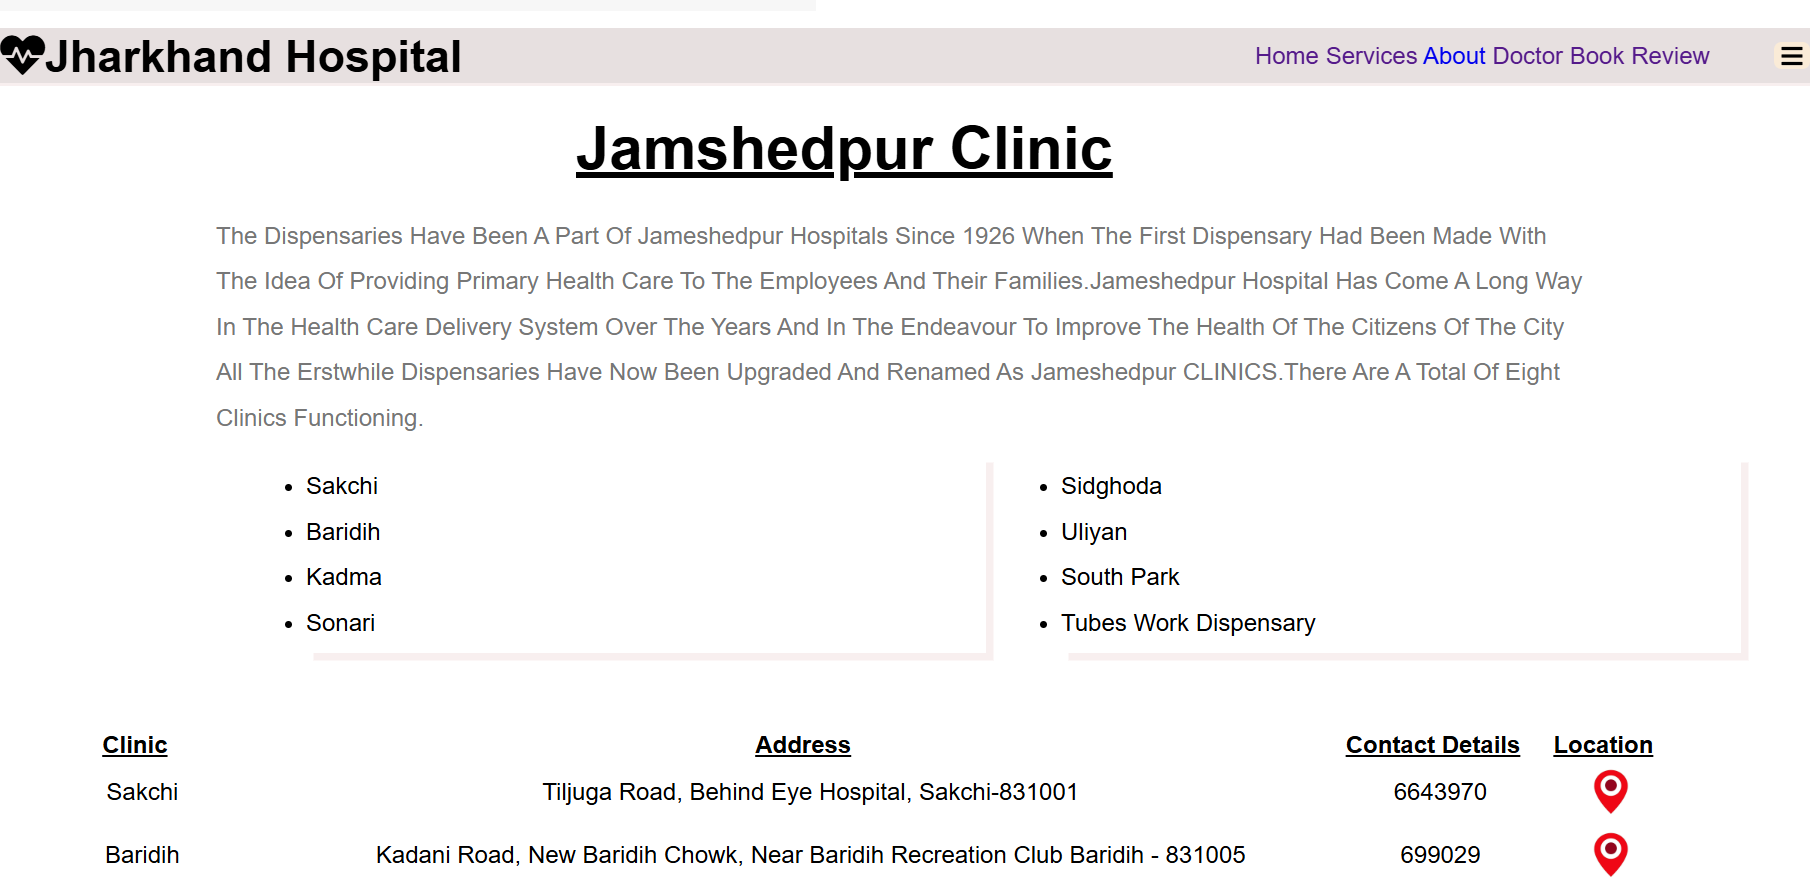 Jharkhand Hospital
Home Services About Doctor Book Review
Jamshedpur Clinic
The Dispensaries Have Been A Part Of Jameshedpur Hospitals Since 1926 When The First Dispensary Had Been Made With
The Idea Of Providing Primary Health Care To The Employees And Their Families.Jameshedpur Hospital Has Come A Long Way
In The Health Care Delivery System Over The Years And In The Endeavour To Improve The Health Of The Citizens Of The City
All The Erstwhile Dispensaries Have Now Been Upgraded And Renamed As Jameshedpur CLINICS.There Are A Total Of Eight
Clinics Functioning.
• Sakchi
• Baridih
• Kadma
• Sonari
• Sidghoda
• Uliyan
• South Park
• Tubes Work Dispensary
Clinic Address Contact Details Location
Sakchi Tiljuga Road, Behind Eye Hospital, Sakchi-831001 6643970
Baridih Kadani Road, New Baridih Chowk, Near Baridih Recreation Club Baridih - 831005 699029